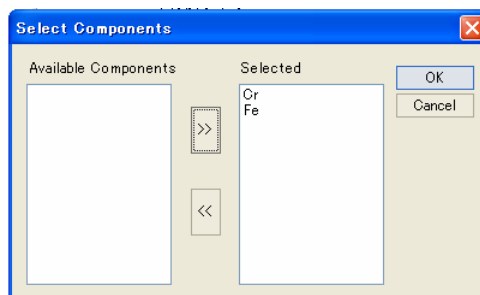 Select Components
Available Components
Selected
OK
Cr
Fe
Cancel
>>
<<